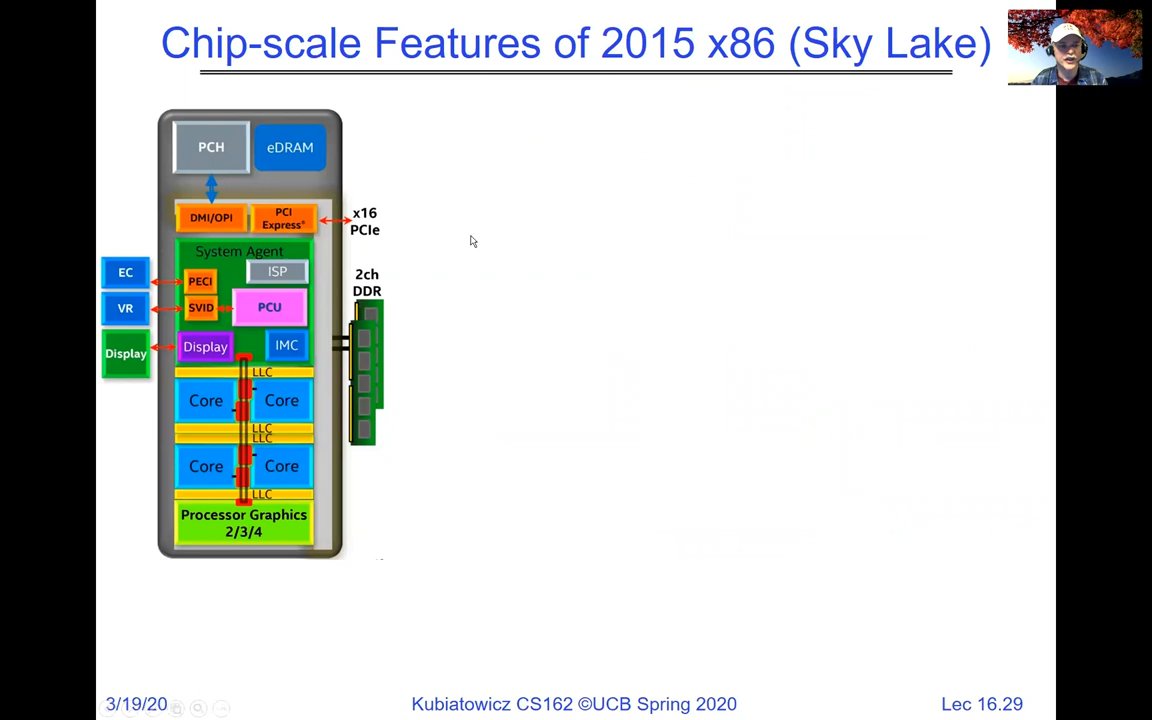 Chip-scale Features of 2015 x86 (Sky Lake)
PCH
eDRAM
DMI/OPI
PCI
Express*
x16
PCIe
System Agent
2ch
DDR
EC
PECI
ISP
VR
SVID
PCU
Display
Display
IMC
LLC
Core
Core
LLC
LLC
Core
Core
LLC
Processor Graphics
2/3/4
3/19/20
Kubiatowicz CS162 ©UCB Spring 2020
Lec 16.29